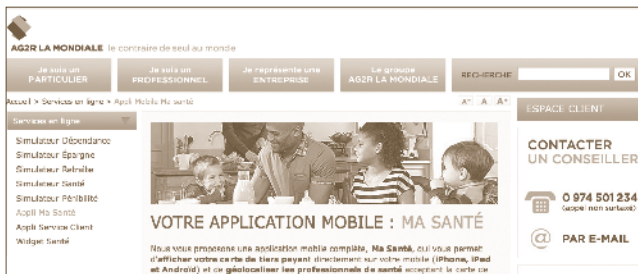 AG2R LA MONDIALE le contraire de seul au monde
Je suis un
PARTICULIER
Je suis un
PROFESSIONNEL
Je représente une
ENTREPRISE
Le groupe
AG2R LA MONDIALE
RECHERCHE
OK
Accueil > Services en ligne > Appli Mobile Ma santé
A- A A+
Services en ligne
Simulateur Dépendance
Simulateur Épargne
Simulateur Retraite
Simulateur Santé
Simulateur Pénibilité
Appli Ma Santé
Appli Service Client
Widget Santé
VOTRE APPLICATION MOBILE : MA SANTÉ
Nous vous proposons une application mobile complète, Ma Santé, qui vous permet
d'afficher votre carte de tiers payant directement sur votre mobile (iPhone, iPad
et Androïd) et de géolocaliser les professionnels de santé acceptant la carte de
ESPACE CLIENT
CONTACTER
UN CONSEILLER
0 974 501 234
(appel non surtaxé)
@ PAR E-MAIL